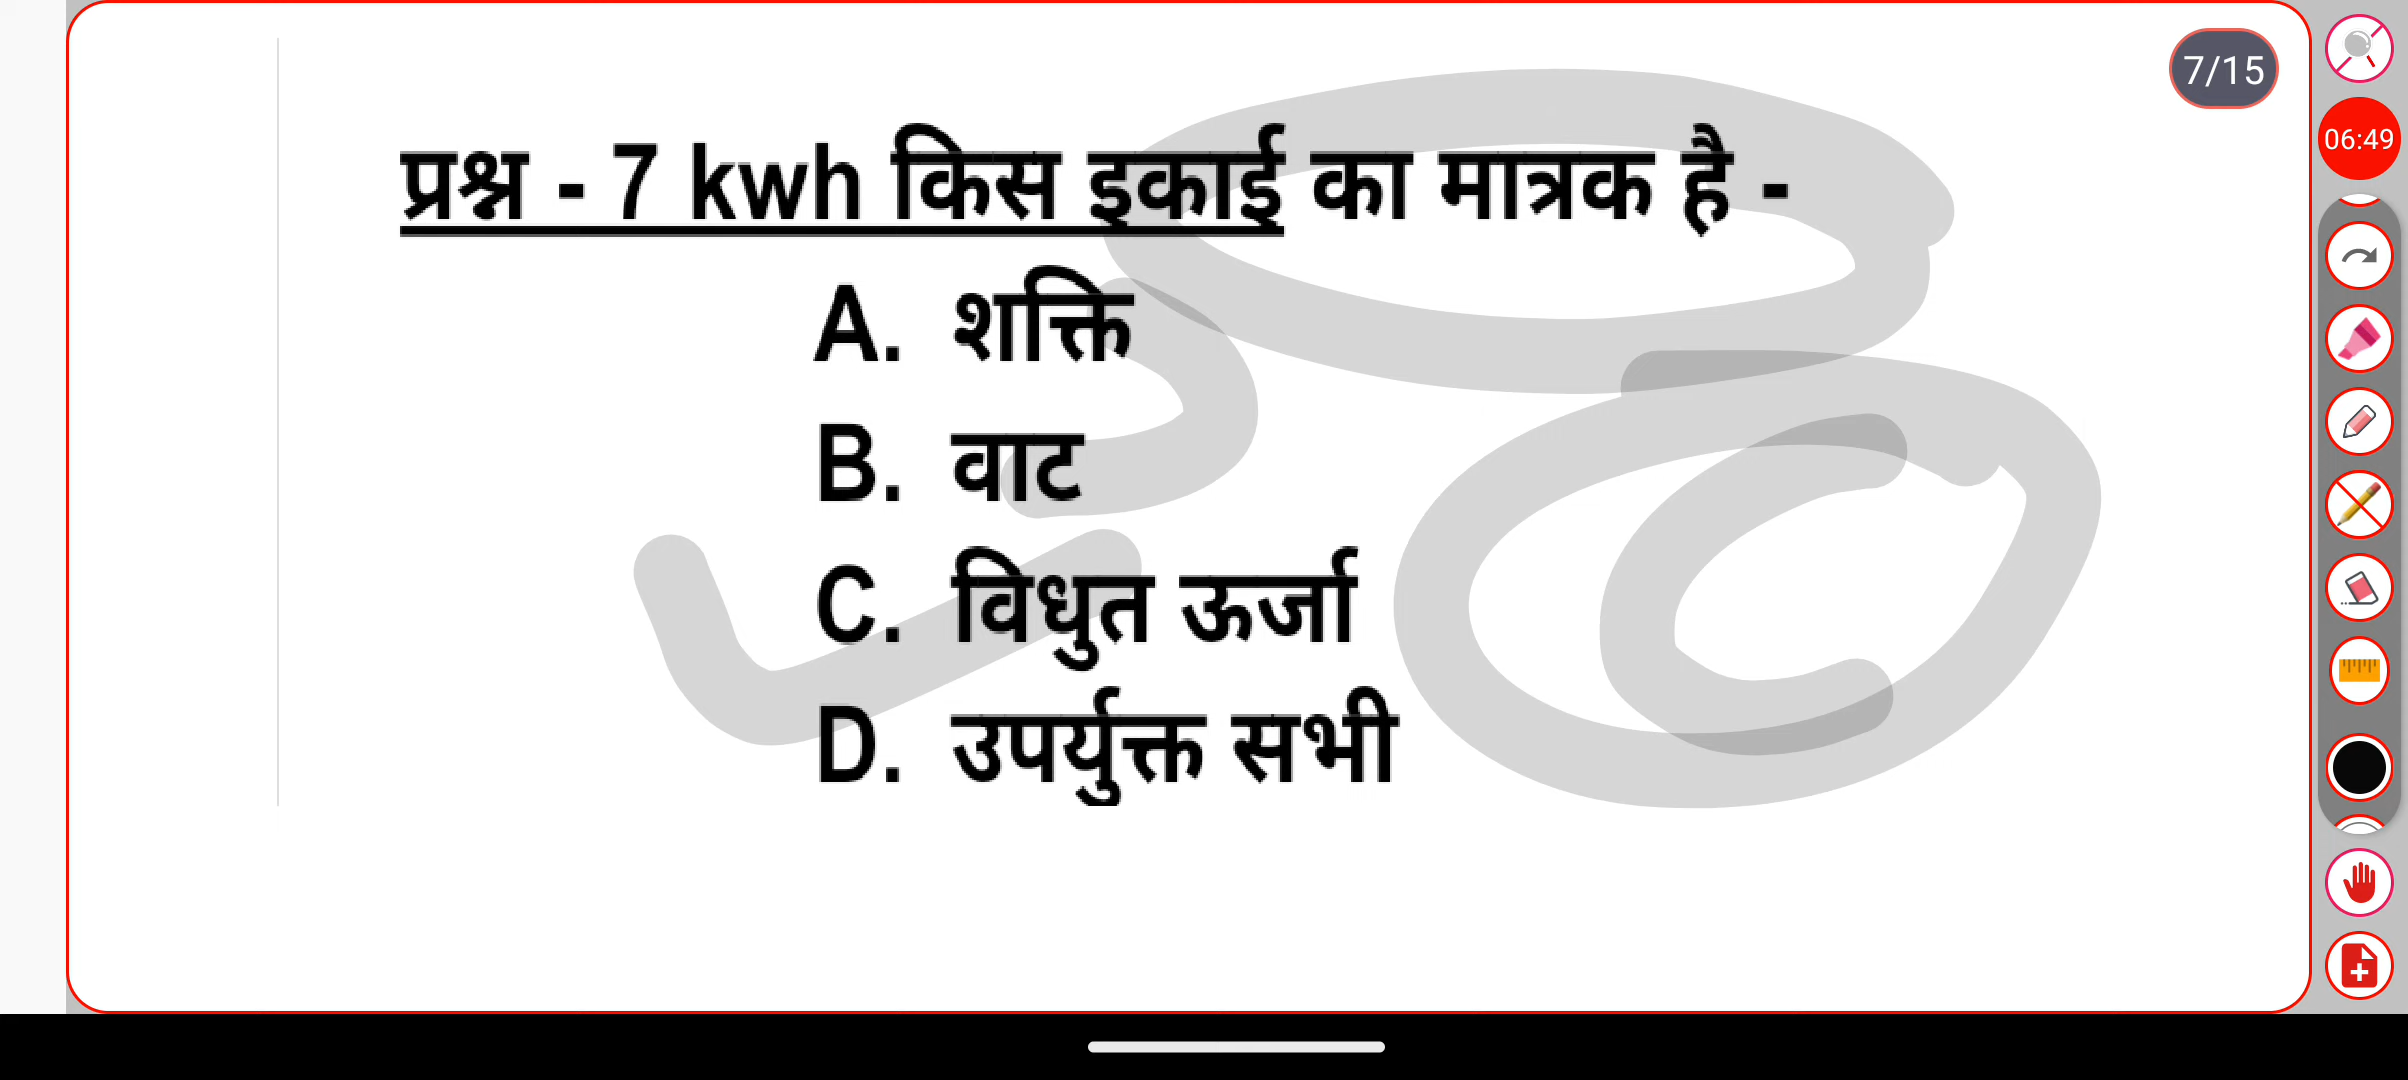 7/15
06:49
प्रश्न - 7 kwh किस इकाई का मात्रक है -
A. शक्ति
B. वाट
C. विधुत ऊर्जा
D. उपर्युक्त सभी